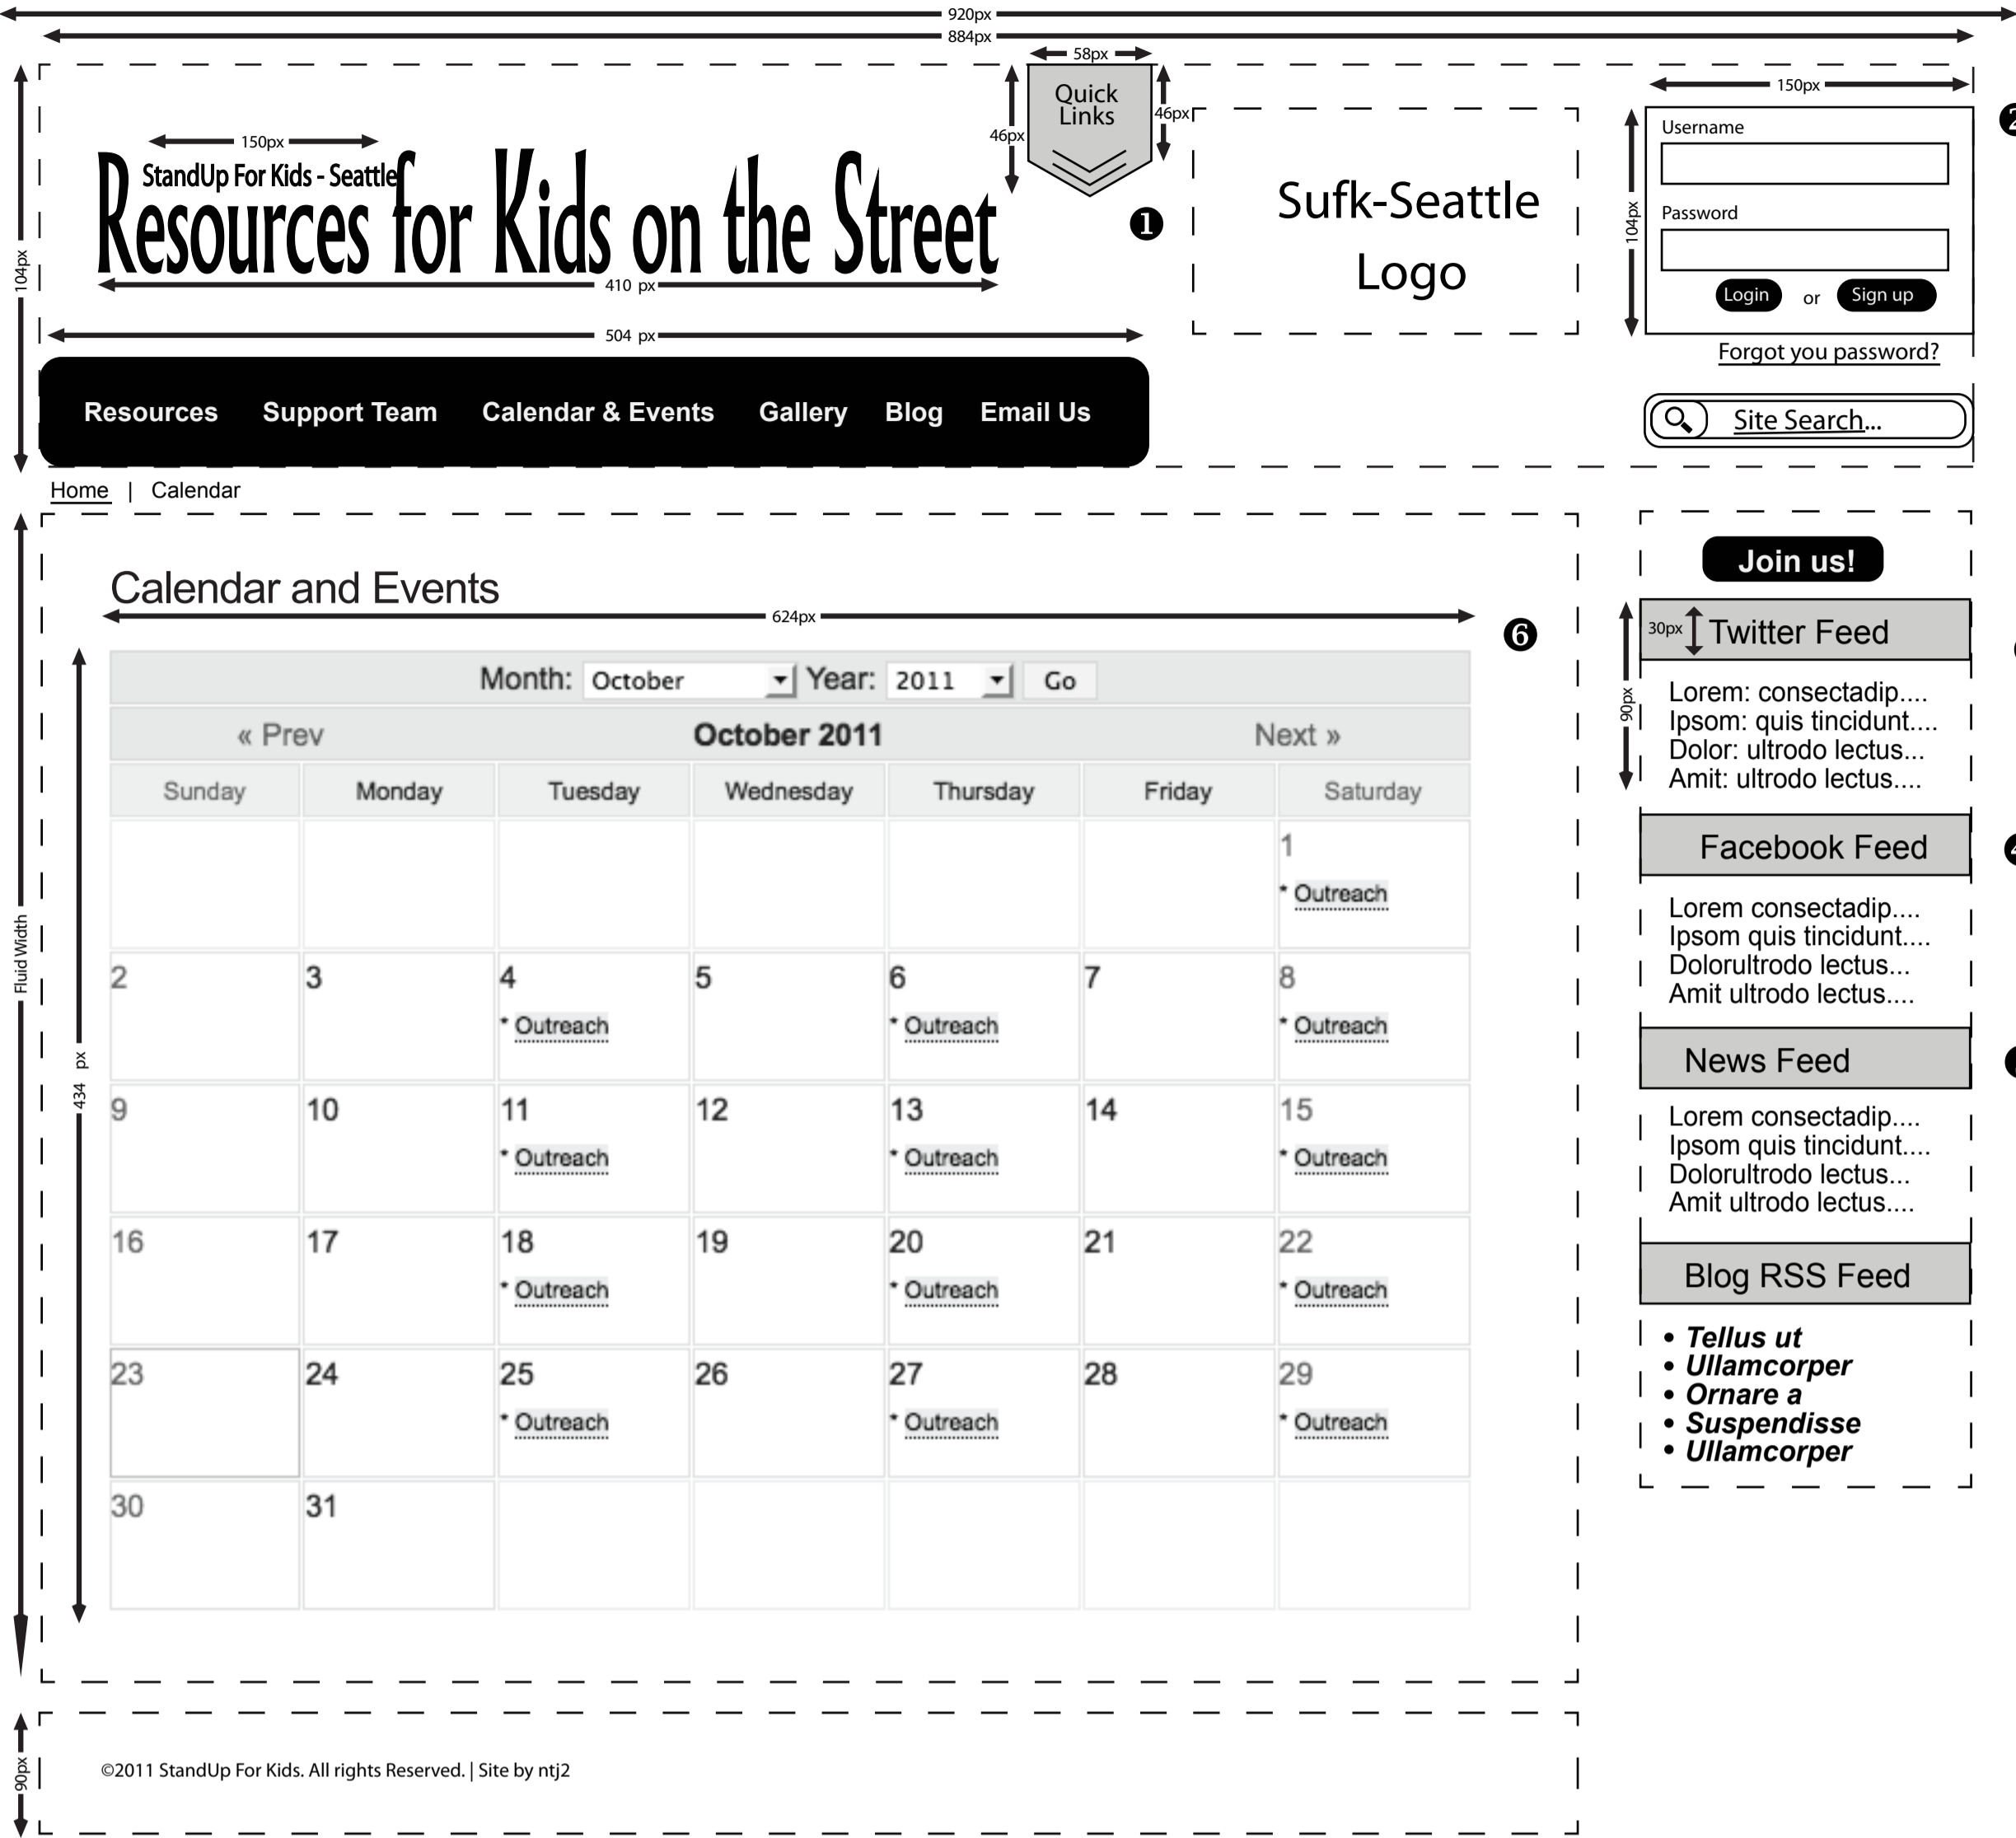 920px
884px
58px
150px
Quick
Links
46px
46px
150px
StandUp For Kids - Seattle
Resources for Kids on the Street
410 px
104px
504 px
1
Sufk-Seattle
Logo
104px
Username
Password
Login or Sign up
Forgot you password?
Resources Support Team Calendar & Events Gallery Blog Email Us
Site Search...
Home | Calendar
Calendar and Events
624px
6
Fluid Width
434 px
Month: October Year: 2011 Go
« Prev October 2011 Next »
Sunday Monday Tuesday Wednesday Thursday Friday Saturday
1
* Outreach
2 3 4 5 6 7 8
* Outreach * Outreach * Outreach
9 10 11 12 13 14 15
* Outreach * Outreach * Outreach
16 17 18 19 20 21 22
* Outreach * Outreach * Outreach
23 24 25 26 27 28 29
* Outreach * Outreach * Outreach
30 31
Join us!
30px Twitter Feed
90px
Lorem: consectadip....
Ipsom: quis tincidunt....
Dolor: ultrodo lectus...
Amit: ultrodo lectus....
Facebook Feed
Lorem consectadip....
Ipsom quis tincidunt....
Dolorultrodo lectus...
Amit ultrodo lectus....
News Feed
Lorem consectadip....
Ipsom quis tincidunt....
Dolorultrodo lectus...
Amit ultrodo lectus....
Blog RSS Feed
• Tellus ut
• Ullamcorper
• Ornare a
• Suspendisse
• Ullamcorper
90px
©2011 StandUp For Kids. All rights Reserved. | Site by ntj2